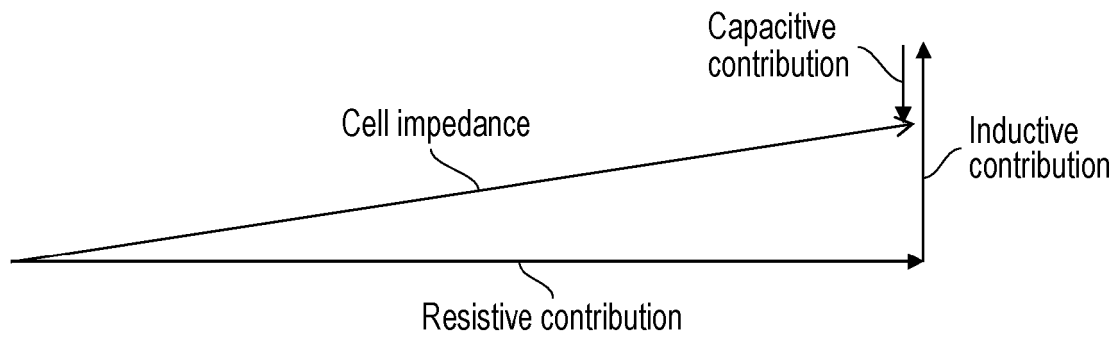 Capacitive
contribution
Cell impedance
Inductive
contribution
Resistive contribution